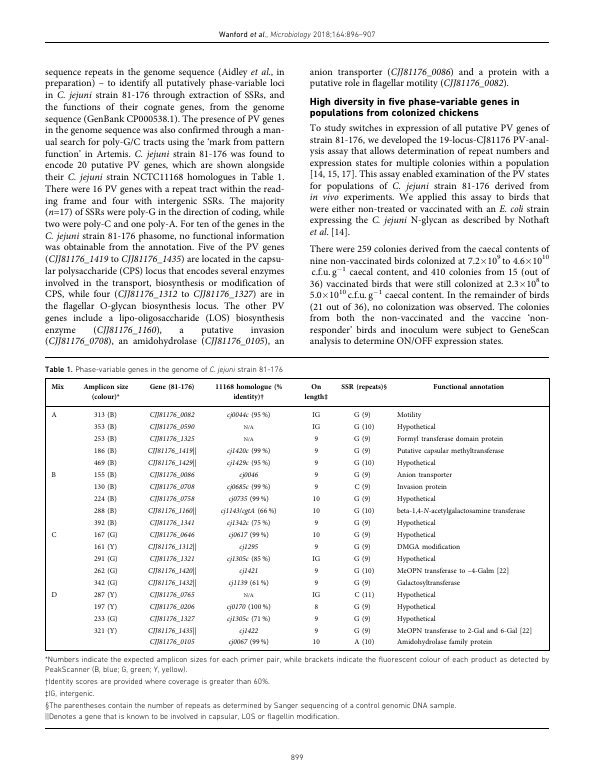 Wanford et al., Microbiology 2018;164:896–907
sequence repeats in the genome sequence (Aidley et al., in
preparation) – to identify all putatively phase-variable loci
in C. jejuni strain 81-176 through extraction of SSRs, and
the functions of their cognate genes, from the genome
sequence (GenBank CP000538.1). The presence of PV genes
in the genome sequence was also confirmed through a man-
ual search for poly-G/C tracts using the ‘mark from pattern
function’ in Artemis. C. jejuni strain 81-176 was found to
encode 20 putative PV genes, which are shown alongside
their C. jejuni strain NCTC11168 homologues in Table 1.
There were 16 PV genes with a repeat tract within the read-
ing frame and four with intergenic SSRs. The majority
(n=17) of SSRs were poly-G in the direction of coding, while
two were poly-C and one poly-A. For ten of the genes in the
C. jejuni strain 81-176 phasome, no functional information
was obtainable from the annotation. Five of the PV genes
(CJJ81176_1419 to CJJ81176_1435) are located in the capsu-
lar polysaccharide (CPS) locus that encodes several enzymes
involved in the transport, biosynthesis or modification of
CPS, while four (CJJ81176_1312 to CJJ81176_1327) are in
the flagellar O-glycan biosynthesis locus. The other PV
genes include a lipo-oligosaccharide (LOS) biosynthesis
enzyme (CJJ81176_1160), a putative invasion
(CJJ81176_0708), an amidohydrolase (CJJ81176_0105), an
anion transporter (CJJ81176_0086) and a protein with a
putative role in flagellar motility (CJJ81176_0082).
High diversity in five phase-variable genes in
populations from colonized chickens
To study switches in expression of all putative PV genes of
strain 81-176, we developed the 19-locus-CJ81176 PV-anal-
ysis assay that allows determination of repeat numbers and
expression states for multiple colonies within a population
[14, 15, 17]. This assay enabled examination of the PV states
for populations of C. jejuni strain 81-176 derived from
in vivo experiments. We applied this assay to birds that
were either non-treated or vaccinated with an E. coli strain
expressing the C. jejuni N-glycan as described by Nothaft
et al. [14].
There were 259 colonies derived from the caecal contents of
nine non-vaccinated birds colonized at 7.2×10⁹ to 4.6×10¹⁰
c.f.u. g⁻¹ caecal content, and 410 colonies from 15 (out of
36) vaccinated birds that were still colonized at 2.3×10⁸ to
5.0×10¹⁰ c.f.u. g⁻¹ caecal content. In the remainder of birds
(21 out of 36), no colonization was observed. The colonies
from both the non-vaccinated and the vaccine ‘non-
responder’ birds and inoculum were subject to GeneScan
analysis to determine ON/OFF expression states.
Table 1. Phase-variable genes in the genome of C. jejuni strain 81-176
Mix Amplicon size (colour)* Gene (81-176) 11168 homologue (% identity)† On length‡ SSR (repeats)§ Functional annotation
A 313 (B) CJJ81176_0082 cj0044c (95 %) IG G (9) Motility
353 (B) CJJ81176_0590 N/A IG G (10) Hypothetical
253 (B) CJJ81176_1325 N/A 9 G (9) Formyl transferase domain protein
186 (B) CJJ81176_1419|| cj1420c (99 %) 9 G (9) Putative capsular methyltransferase
469 (B) CJJ81176_1429|| cj1429c (95 %) 9 G (10) Hypothetical
B 155 (B) CJJ81176_0086 cj0046 9 G (9) Anion transporter
130 (B) CJJ81176_0708 cj0685c (99 %) 9 C (9) Invasion protein
224 (B) CJJ81176_0758 cj0735 (99 %) 10 G (9) Hypothetical
288 (B) CJJ81176_1160|| cj1143/cgtA (66 %) 10 G (10) beta-1,4-N-acetylgalactosamine transferase
392 (B) CJJ81176_1341 cj1342c (75 %) 9 G (9) Hypothetical
C 167 (G) CJJ81176_0646 cj0617 (99 %) 10 G (9) Hypothetical
161 (Y) CJJ81176_1312|| cj1295 9 G (9) DMGA modification
291 (G) CJJ81176_1321 cj1305c (85 %) IG G (9) Hypothetical
262 (G) CJJ81176_1420|| cj1421 9 G (10) MeOPN transferase to –4-Galm [22]
342 (G) CJJ81176_1432|| cj1139 (61 %) 9 G (9) Galactosyltransferase
D 287 (Y) CJJ81176_0765 N/A IG C (11) Hypothetical
197 (Y) CJJ81176_0206 cj0170 (100 %) 8 G (9) Hypothetical
233 (G) CJJ81176_1327 cj1305c (71 %) 9 G (9) Hypothetical
321 (Y) CJJ81176_1435|| cj1422 9 G (9) MeOPN transferase to 2-Gal and 6-Gal [22]
CJJ81176_0105 cj0067 (99 %) 10 A (10) Amidohydrolase family protein
*Numbers indicate the expected amplicon sizes for each primer pair, while brackets indicate the fluorescent colour of each product as detected by
PeakScanner (B, blue; G, green; Y, yellow).
†Identity scores are provided where coverage is greater than 60%.
‡IG, intergenic.
§The parentheses contain the number of repeats as determined by Sanger sequencing of a control genomic DNA sample.
||Denotes a gene that is known to be involved in capsular, LOS or flagellin modification.
899